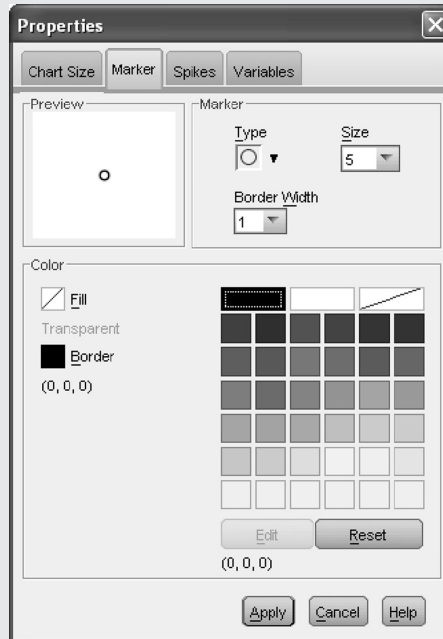 Properties
Chart Size Marker Spikes Variables
Preview
Marker
Type
Size
5
Border Width
1
Color
Fill
Transparent
Border
(0, 0, 0)
Edit
Reset
(0, 0, 0)
Apply Cancel Help